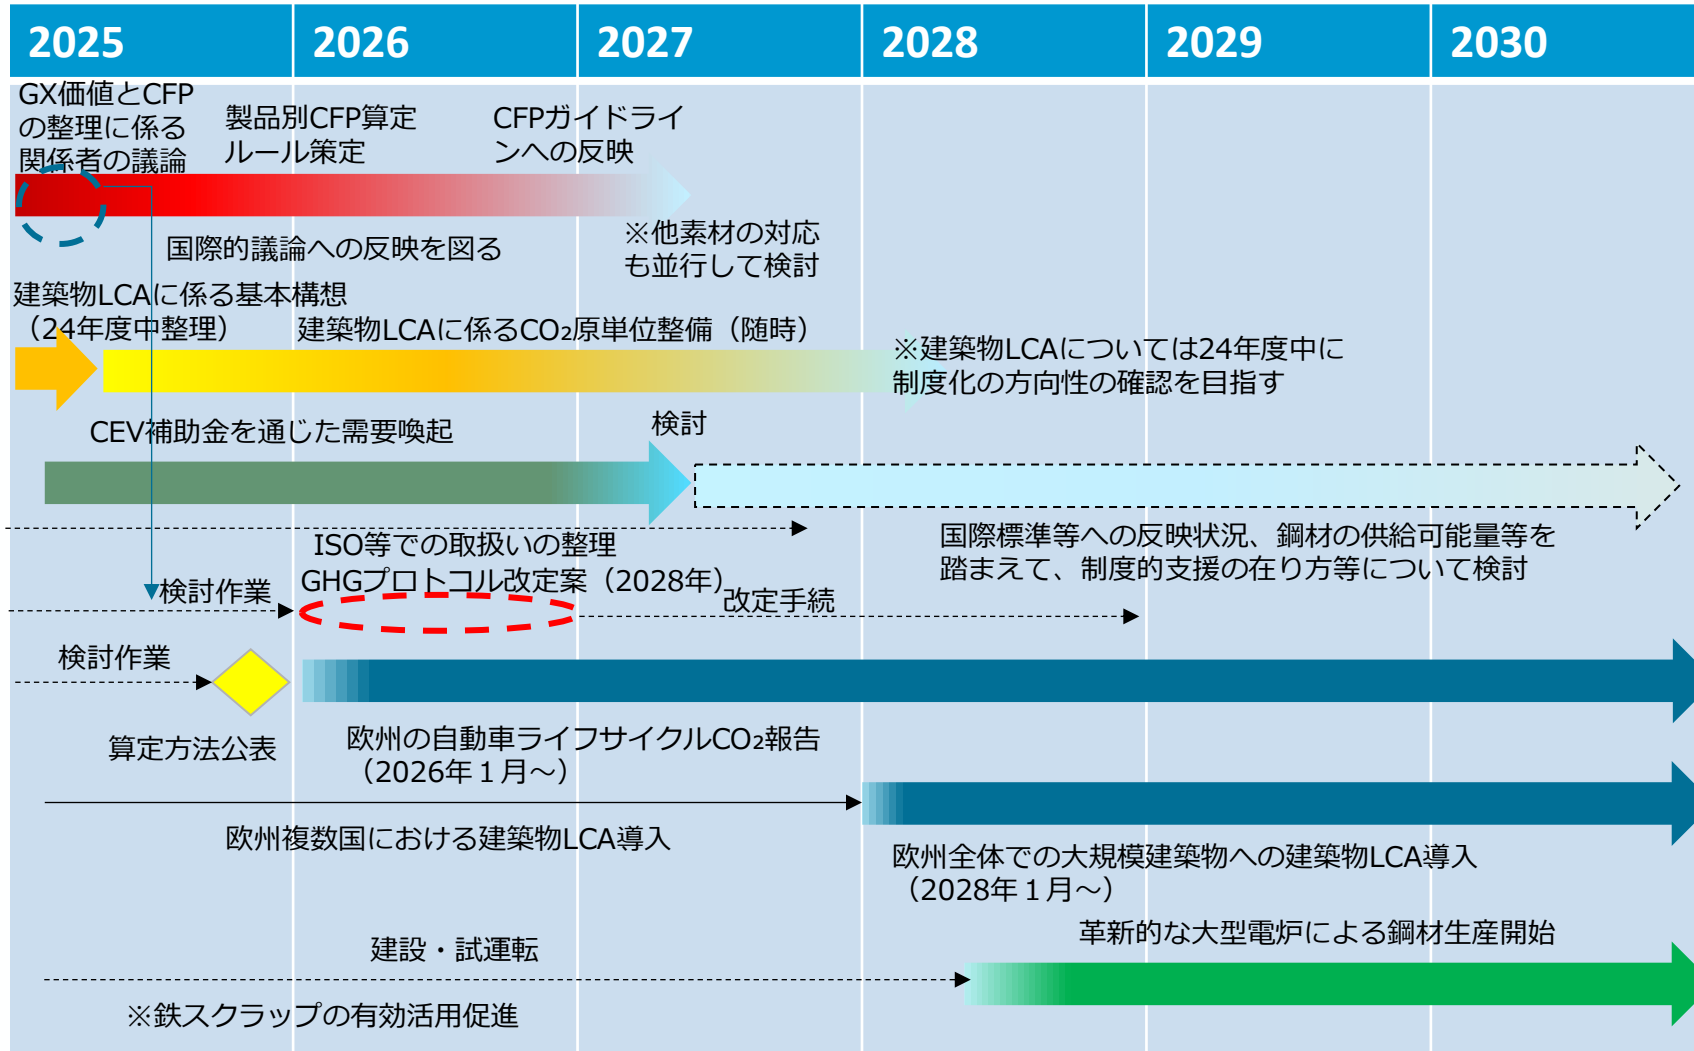 2025 2026 2027 2028 2029 2030
GX価値とCFP
の整理に係る
関係者の議論
製品別CFP算定
ルール策定
CFPガイドライ
ンへの反映
国際的議論への反映を図る
※他素材の対応
も並行して検討
建築物LCAに係る基本構想
（24年度中整理）
建築物LCAに係るCO₂原単位整備（随時）
※建築物LCAについては24年度中に
制度化の方向性の確認を目指す
CEV補助金を通じた需要喚起
検討
国際標準等への反映状況、鋼材の供給可能量等を
踏まえて、制度的支援の在り方等について検討
ISO等での取扱いの整理
GHGプロトコル改定案（2028年）
検討作業
改定手続
検討作業
算定方法公表
欧州の自動車ライフサイクルCO₂報告
（2026年１月～）
欧州複数国における建築物LCA導入
欧州全体での大規模建築物への建築物LCA導入
（2028年１月～）
革新的な大型電炉による鋼材生産開始
建設・試運転
※鉄スクラップの有効活用促進